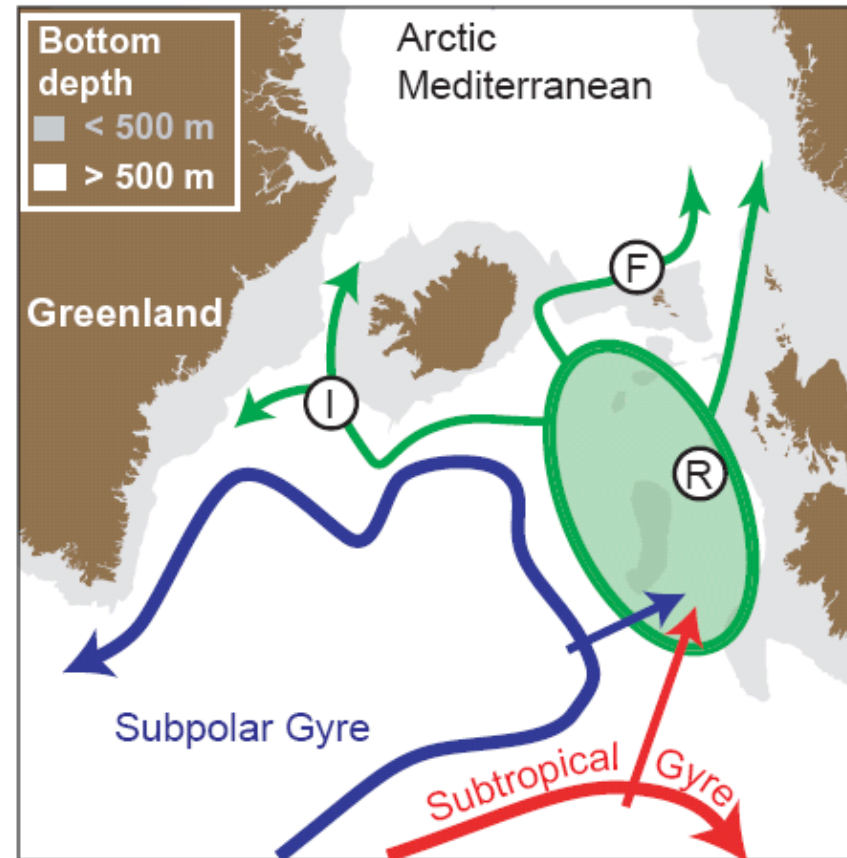 Bottom
depth
< 500 m
> 500 m
Arctic
Mediterranean
Greenland
F
I
R
Subpolar Gyre
Subtropical Gyre